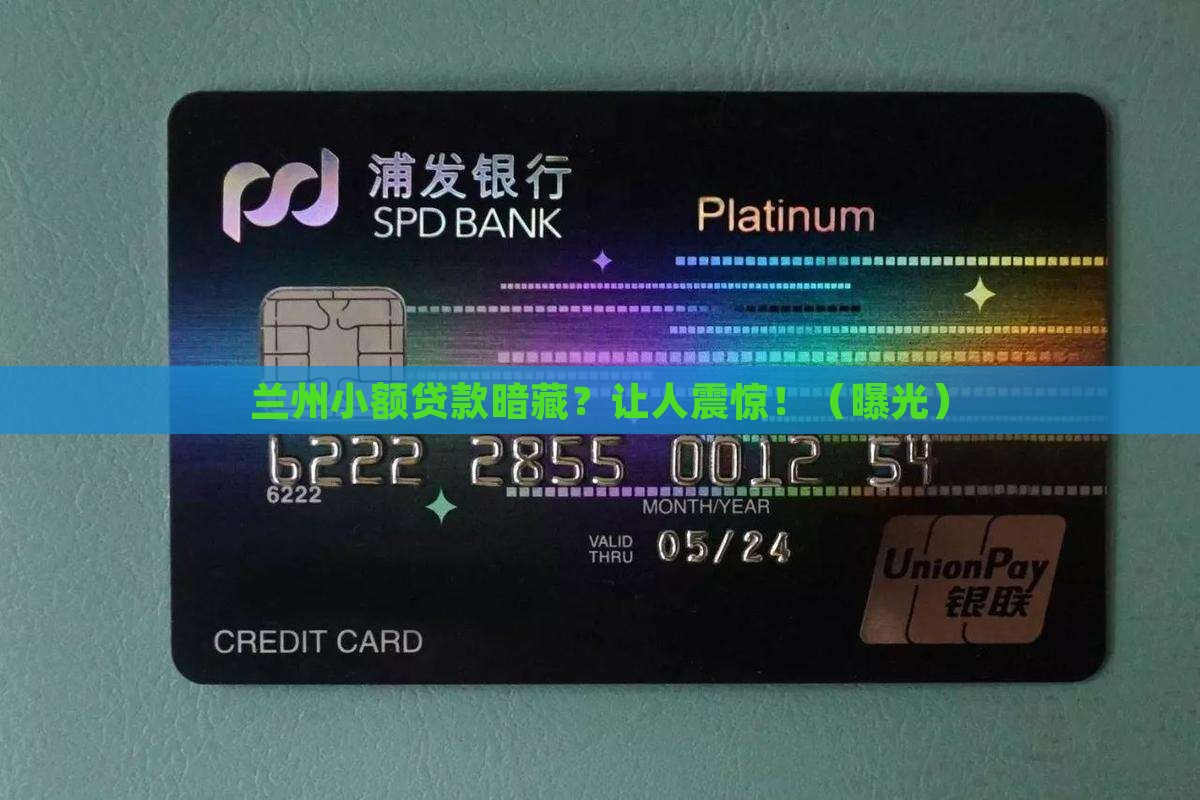 浦发银行
SPD BANK
Platinum
兰州小额贷款暗藏？让人震惊！（曝光）
6222 2855 0012 54
6222
MONTH/YEAR
VALID
THRU
05/24
UnionPay
银联
CREDIT CARD